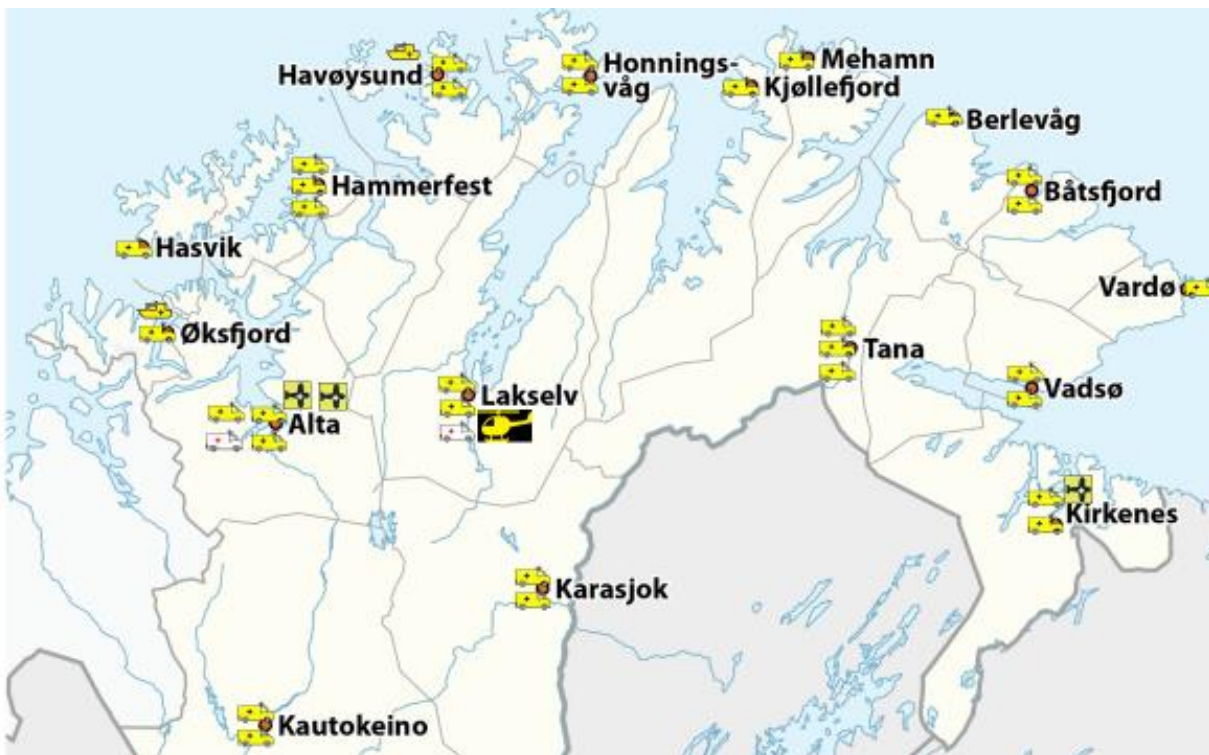 Mehamn
Honnings-
våg
Havøysund
Kjøllefjord
Berlevåg
Hammerfest
Båtsfjord
Hasvik
Vardø
Øksfjord
Tana
Vadsø
Lakselv
Alta
Kirkenes
Karasjok
Kautokeino